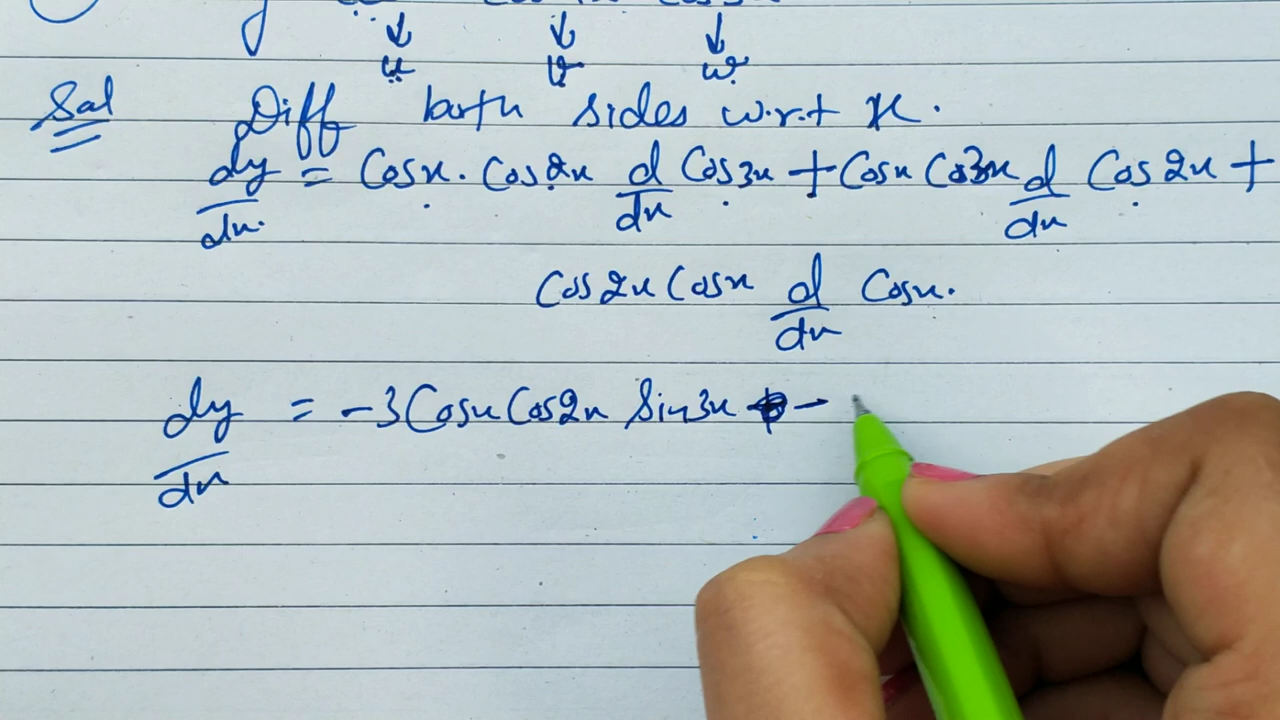 y
↓ ↓ ↓
u v w
Sol Diff both sides w.r.t x.
dy/dx = Cosx. Cos2x d/dx Cos3x + Cosx Cos3x d/dx Cos2x +
Cos2x Cosx d/dx Cosx.
dy/dx = -3 Cosx Cos2x Sin3x -